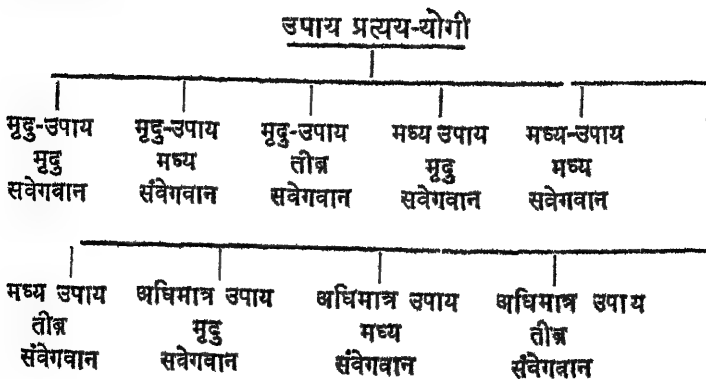 उपाय प्रत्यय-योगी
मृदु-उपाय मृदु-उपाय मृदु-उपाय मध्य उपाय मध्य-उपाय
मृदु मध्य तीब्र मृदु मध्य
सवेगवान संवेगवान सवेगवान सवेगवान सवेगवान
मध्य उपाय अधिमात्र उपाय अधिमात्र उपाय अधिमात्र उपाय
तीब्र मृदु मध्य तीब्र
संवेगवान सवेगवान संवेगवान संवेगवान